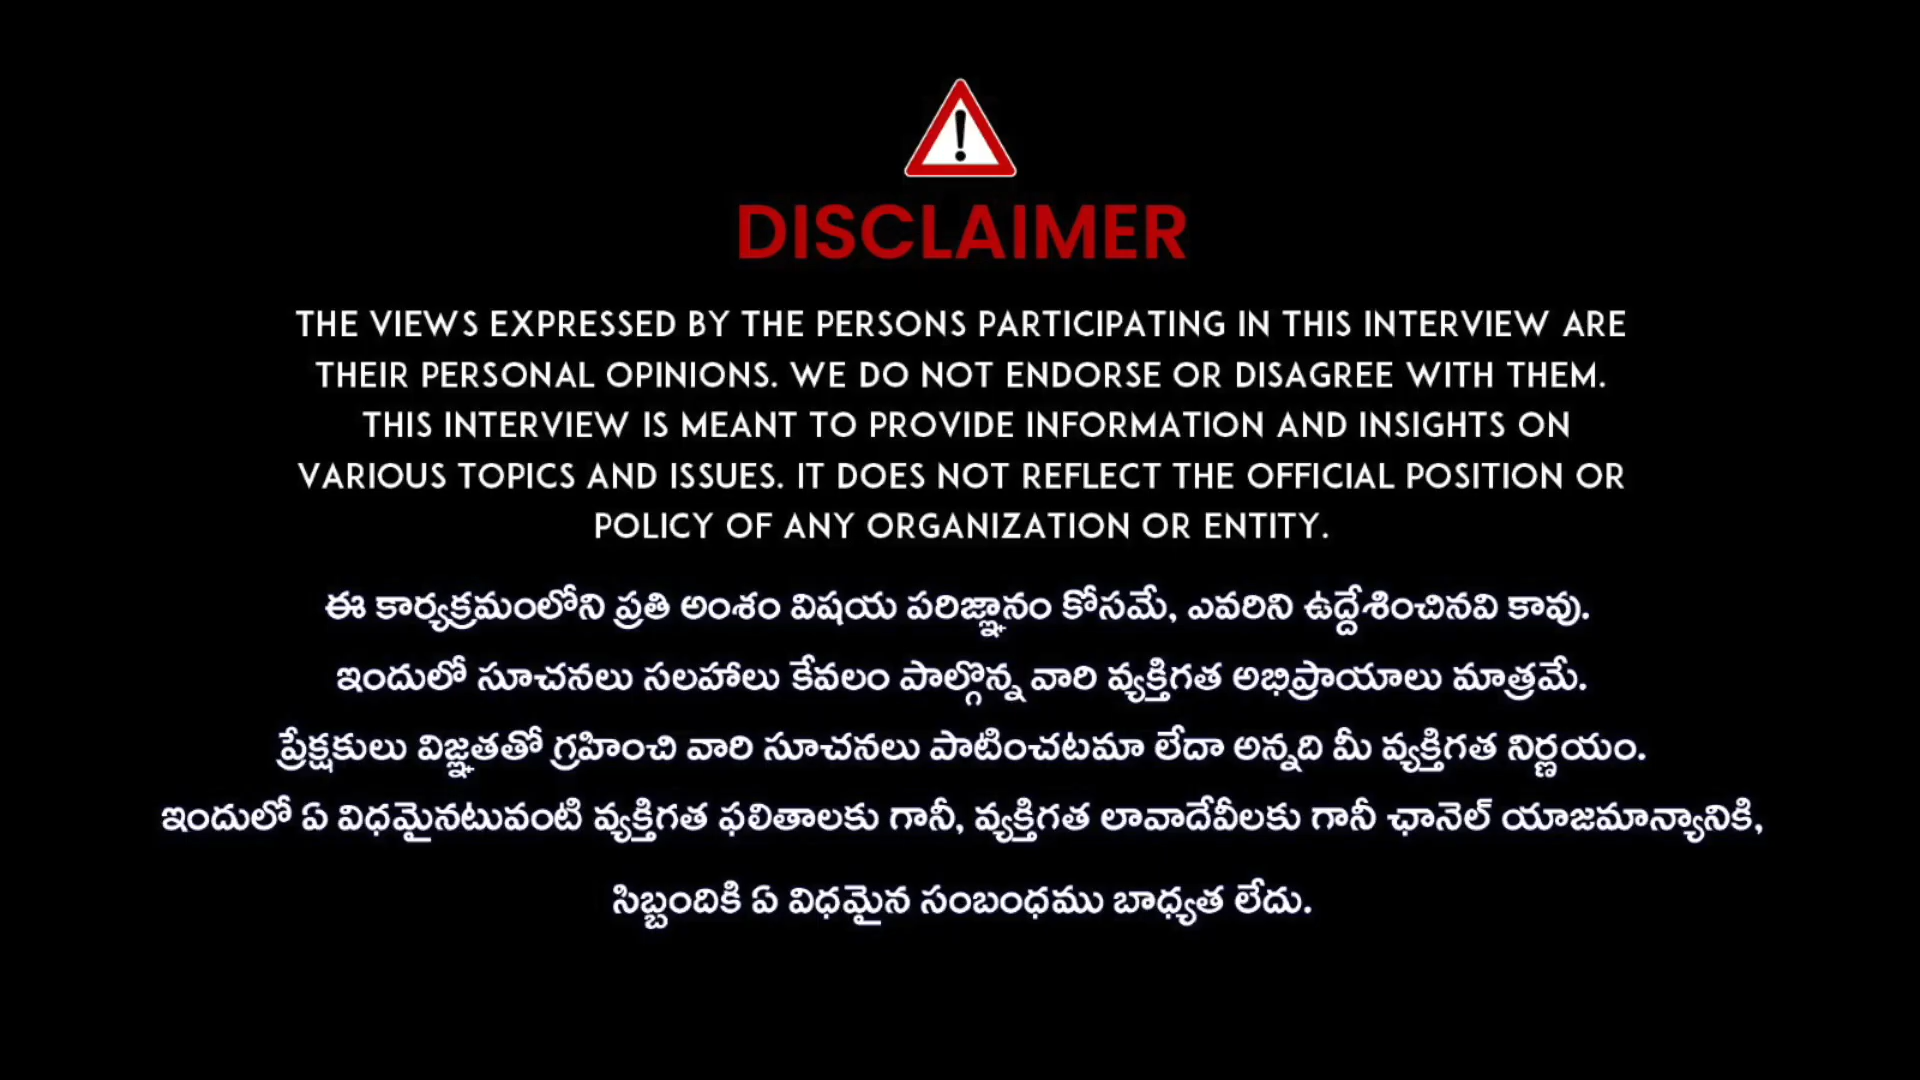 DISCLAIMER
THE VIEWS EXPRESSED BY THE PERSONS PARTICIPATING IN THIS INTERVIEW ARE
THEIR PERSONAL OPINIONS. WE DO NOT ENDORSE OR DISAGREE WITH THEM.
THIS INTERVIEW IS MEANT TO PROVIDE INFORMATION AND INSIGHTS ON
VARIOUS TOPICS AND ISSUES. IT DOES NOT REFLECT THE OFFICIAL POSITION OR
POLICY OF ANY ORGANIZATION OR ENTITY.
ఈ కార్యక్రమంలోని ప్రతి అంశం విషయ పరిజ్ఞానం కోసమే, ఎవరిని ఉద్దేశించినవి కావు.
ఇందులో సూచనలు సలహాలు కేవలం పాల్గొన్న వారి వ్యక్తిగత అభిప్రాయాలు మాత్రమే.
ప్రేక్షకులు విజ్ఞతతో గ్రహించి వారి సూచనలు పాటించటమా లేదా అన్నది మీ వ్యక్తిగత నిర్ణయం.
ఇందులో ఏ విధమైనటువంటి వ్యక్తిగత ఫలితాలకు గానీ, వ్యక్తిగత లావాదేవీలకు గానీ ఛానెల్ యాజమాన్యానికి,
సిబ్బందికి ఏ విధమైన సంబంధము బాధ్యత లేదు.